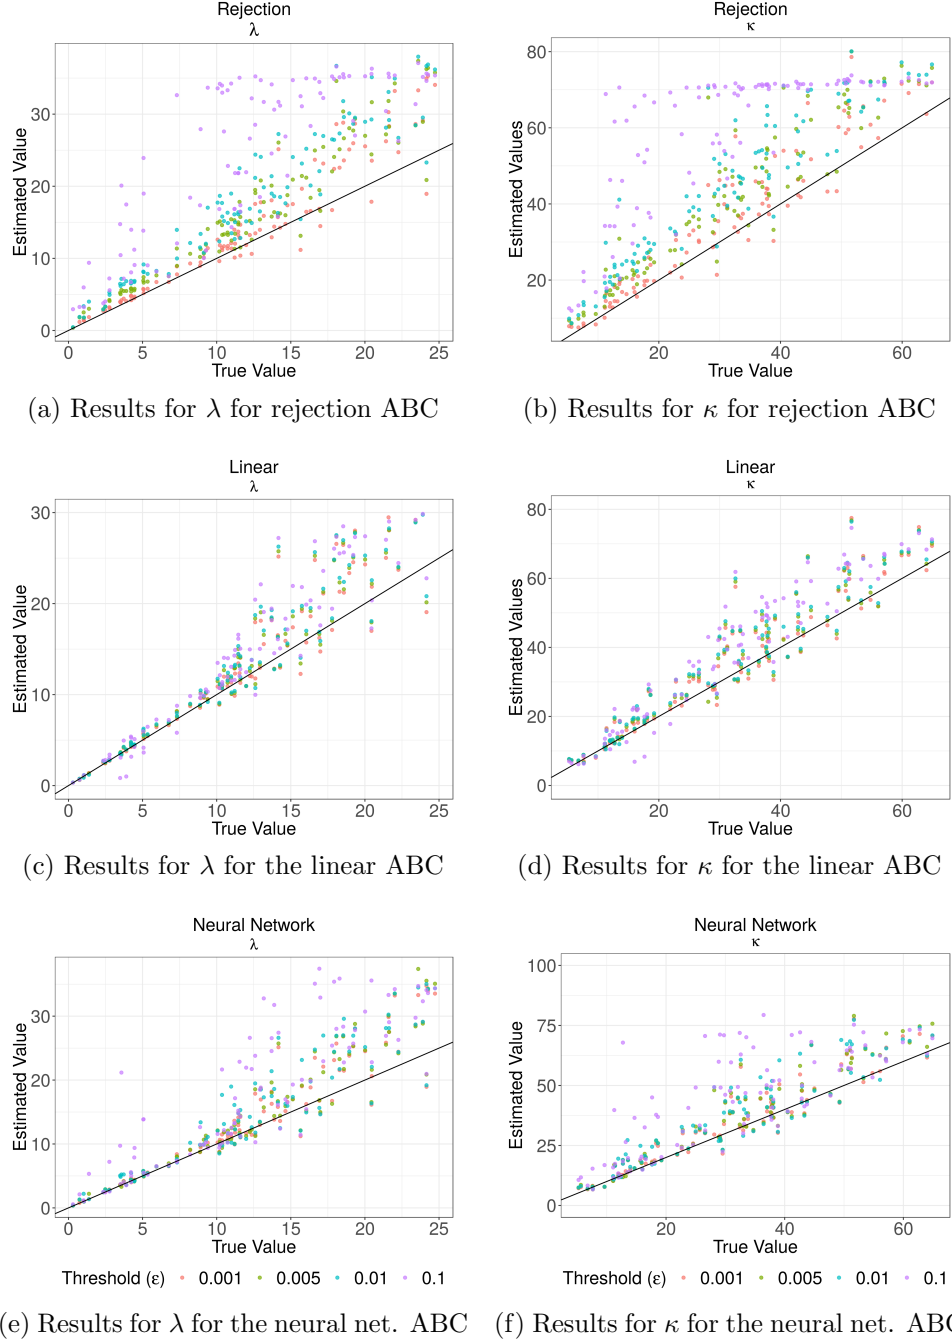 Rejection
λ
Estimated Value
30
20
10
0
0 5 10 15 20 25
True Value
Rejection
κ
Estimated Values
80
60
40
20
20 40 60
True Value
(a) Results for λ for rejection ABC
(b) Results for κ for rejection ABC
Linear
λ
Estimated Value
30
20
10
0
0 5 10 15 20 25
True Value
Linear
κ
Estimated Values
80
60
40
20
0
20 40 60
True Value
(c) Results for λ for the linear ABC
(d) Results for κ for the linear ABC
Neural Network
λ
Estimated Value
30
20
10
0
0 5 10 15 20 25
True Value
Threshold (ε) 0.001 0.005 0.01 0.1
Neural Network
κ
Estimated Value
100
75
50
25
0
20 40 60
True Value
Threshold (ε) 0.001 0.005 0.01 0.1
(e) Results for λ for the neural net. ABC
(f) Results for κ for the neural net.